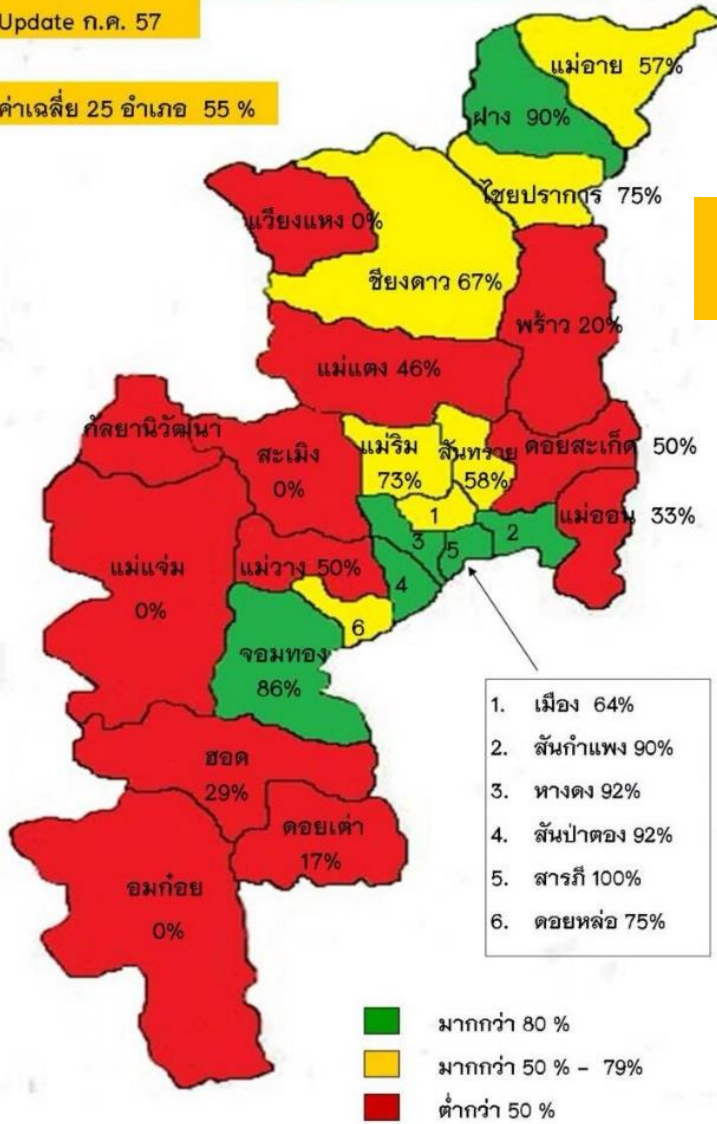 Update ก.ค. 57
ค่าเฉลี่ย 25 อำเภอ 55 %
แม่อาย 57%
ฝาง 90%
ไชยปราการ 75%
แวียงแหง 0%
ชียงดาว 67%
พร้าว 20%
แม่แตง 46%
กัลยานิวัฒนา
สะเมิง
0%
แม่ริม
73%
สันทราย
58%
ดอยสะเก็ด 50%
แม่ออน 33%
1
2
3
5
4
แม่แจ่ม
0%
แม่วาง 50%
6
จอมทอง
86%
ฮอด
29%
ดอยเต่า
17%
อมก๋อย
0%
1. เมือง 64%
2. สันกำแพง 90%
3. หางดง 92%
4. สันป่าตอง 92%
5. สารภี 100%
6. ดอยหล่อ 75%
มากกว่า 80 %
มากกว่า 50 % - 79%
ต่ำกว่า 50 %